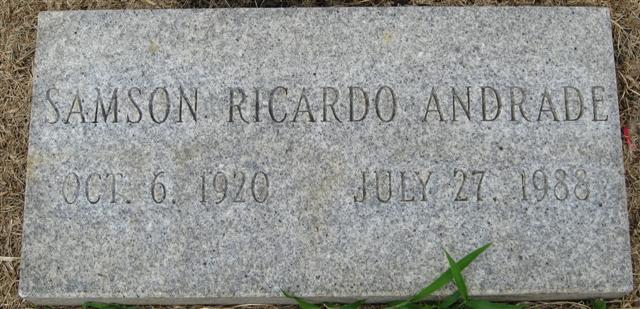 SAMSON RICARDO ANDRADE
OCT. 6. 1920 JULY 27. 1988